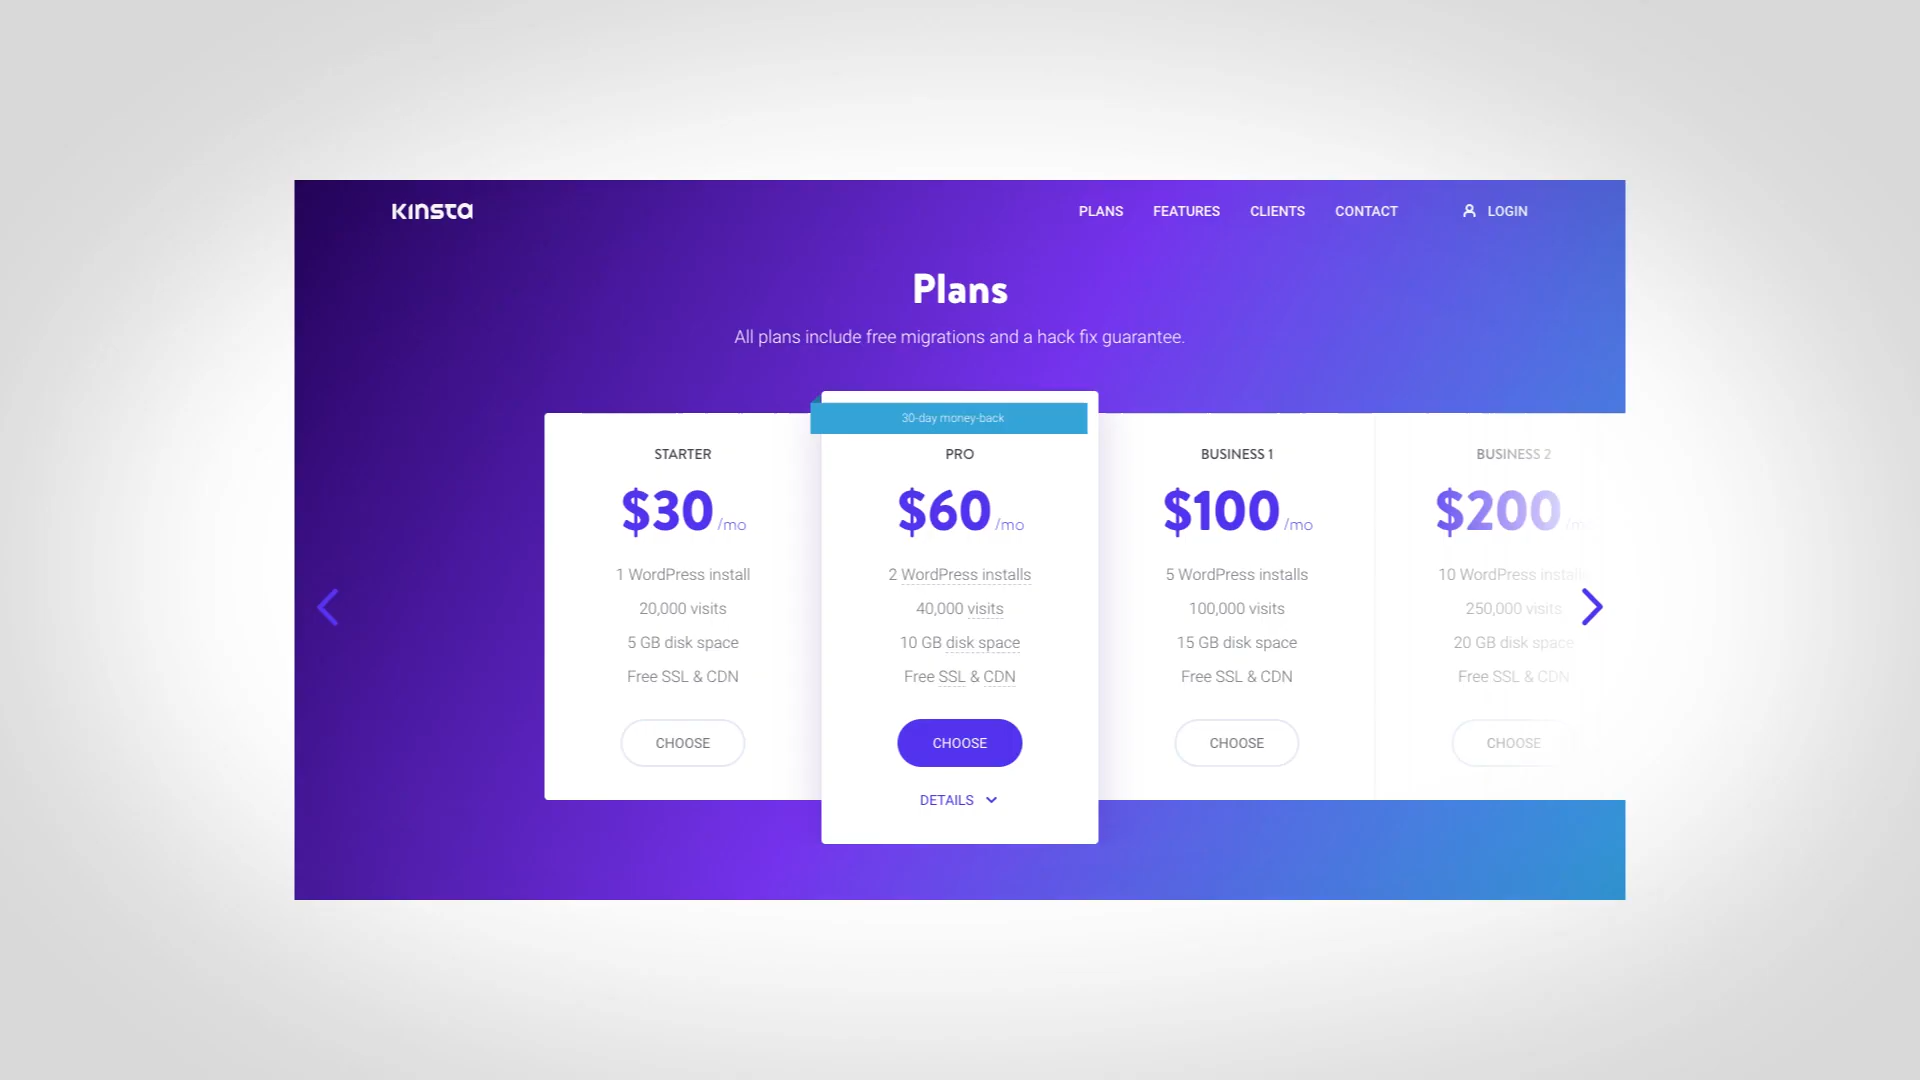 Kinsta
PLANS FEATURES CLIENTS CONTACT LOGIN
Plans
All plans include free migrations and a hack fix guarantee.
STARTER
$30 /mo
1 WordPress install
20,000 visits
5 GB disk space
Free SSL & CDN
CHOOSE
30-day money-back
PRO
$60 /mo
2 WordPress installs
40,000 visits
10 GB disk space
Free SSL & CDN
CHOOSE
DETAILS
BUSINESS 1
$100 /mo
5 WordPress installs
100,000 visits
15 GB disk space
Free SSL & CDN
CHOOSE
BUSINESS 2
$200 /mo
10 WordPress installs
250,000 visits
20 GB disk space
Free SSL & CDN
CHOOSE